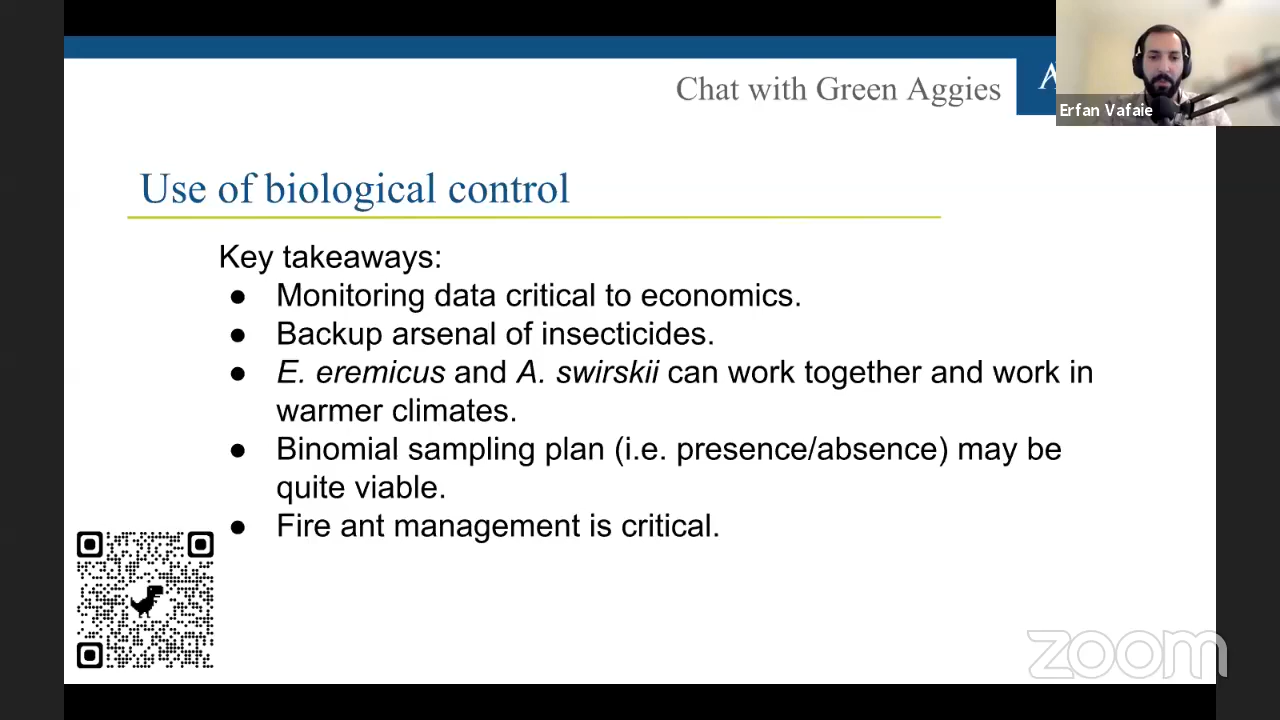 Chat with Green Aggies
A
Erfan Vafaie
Use of biological control
Key takeaways:
● Monitoring data critical to economics.
● Backup arsenal of insecticides.
● E. eremicus and A. swirskii can work together and work in
warmer climates.
● Binomial sampling plan (i.e. presence/absence) may be
quite viable.
● Fire ant management is critical.
zoom